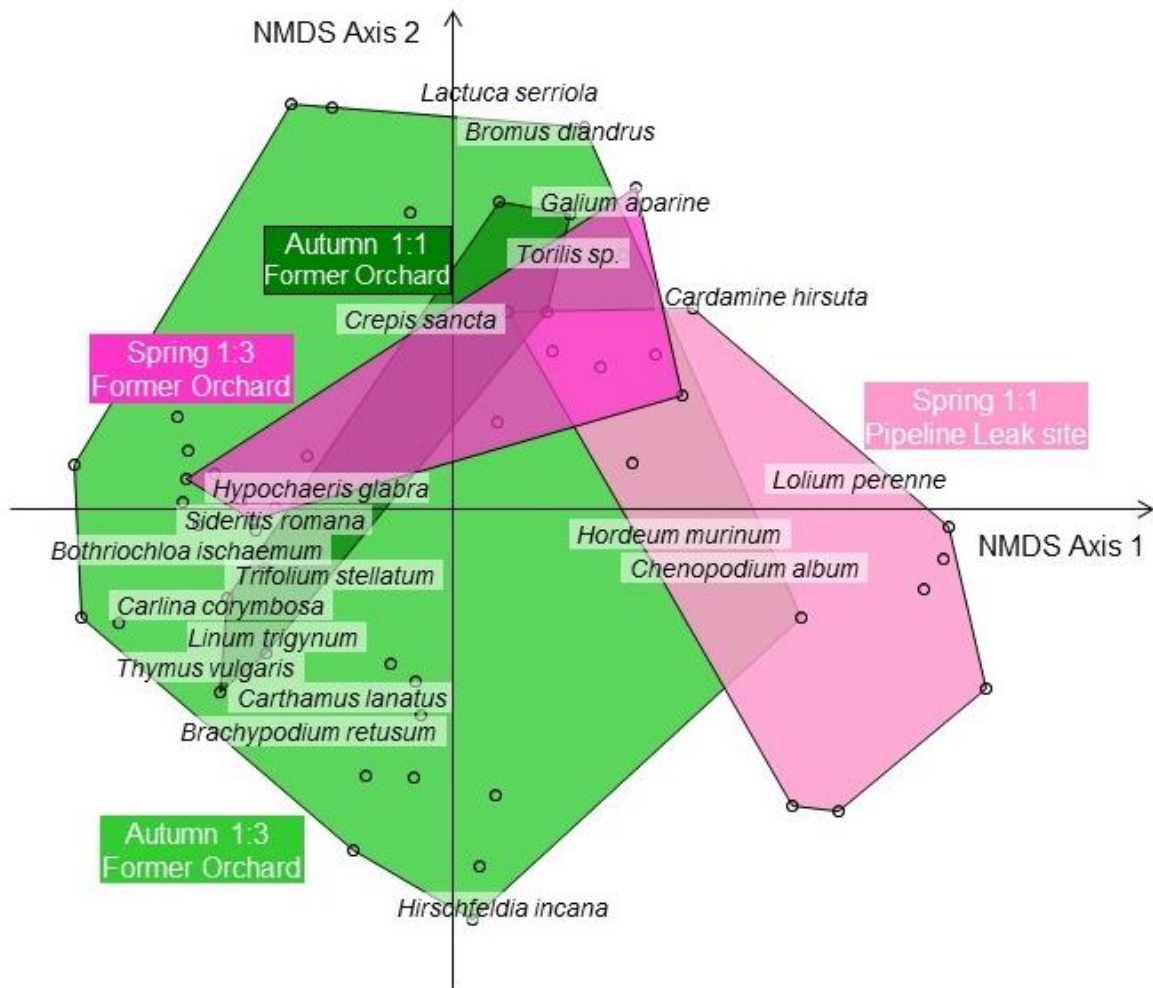 NMDS Axis 2
Lactuca serriola
Bromus diandrus
Galium aparine
Autumn 1:1
Former Orchard
Torilis sp.
Cardamine hirsuta
Crepis sancta
Spring 1:3
Former Orchard
Spring 1:1
Pipeline Leak site
Lolium perenne
Hypochaeris glabra
Sideritis romana
Hordeum murinum
NMDS Axis 1
Bothriochloa ischaemum
Trifolium stellatum
Chenopodium album
Carlina corymbosa
Linum trigynum
Thymus vulgaris
Carthamus lanatus
Brachypodium retusum
Autumn 1:3
Former Orchard
Hirschfeldia incana